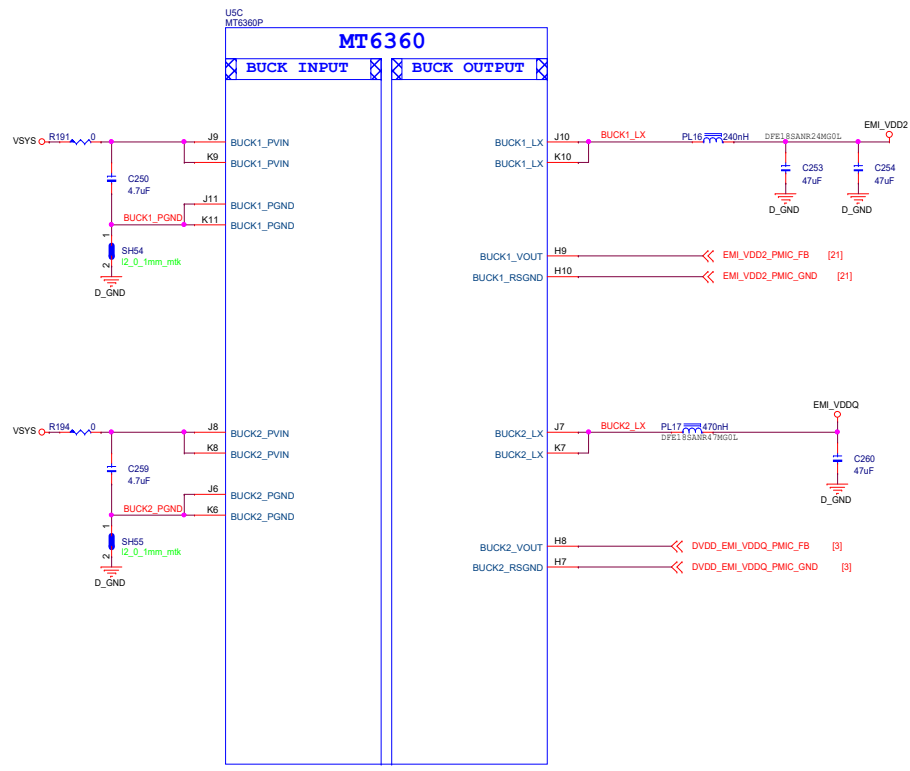 U5C
MT6360P
MT6360
BUCK INPUT
BUCK OUTPUT
VSYS
R191
0
J9
BUCK1_PVIN
K9
BUCK1_PVIN
C250
4.7uF
J11
BUCK1_PGND
BUCK1_PGND
K11
BUCK1_PGND
1
SH54
2
l2_0_1mm_mtk
D_GND
J10
BUCK1_LX
BUCK1_LX
PL16
240nH
DFE18SANR24MG0L
EMI_VDD2
K10
BUCK1_LX
C253
47uF
D_GND
C254
47uF
D_GND
BUCK1_VOUT
H9
EMI_VDD2_PMIC_FB
[21]
BUCK1_RSGND
H10
EMI_VDD2_PMIC_GND
[21]
VSYS
R194
0
J8
BUCK2_PVIN
K8
BUCK2_PVIN
C259
4.7uF
J6
BUCK2_PGND
BUCK2_PGND
K6
BUCK2_PGND
1
SH55
2
l2_0_1mm_mtk
D_GND
EMI_VDDQ
BUCK2_LX
J7
BUCK2_LX
PL17
470nH
DFE18SANR47MG0L
BUCK2_LX
K7
C260
47uF
D_GND
BUCK2_VOUT
H8
DVDD_EMI_VDDQ_PMIC_FB
[3]
BUCK2_RSGND
H7
DVDD_EMI_VDDQ_PMIC_GND
[3]